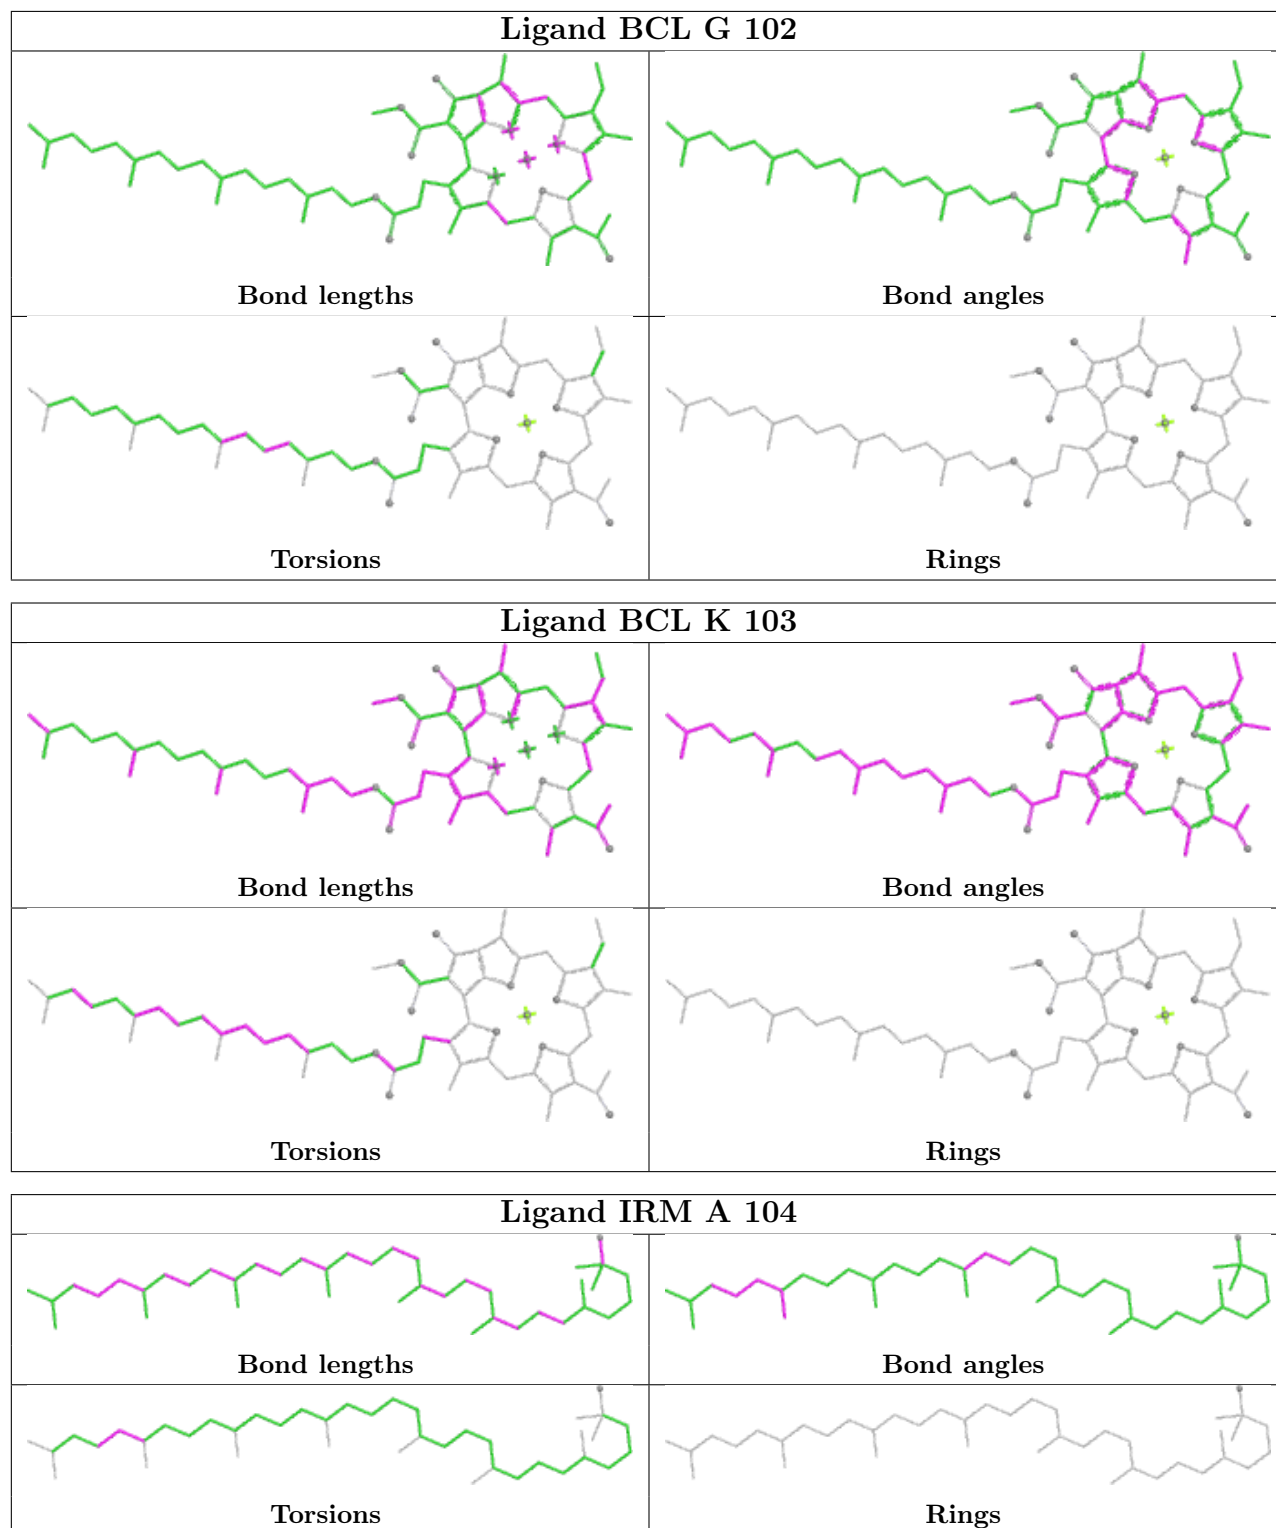 Ligand BCL G 102
Bond lengths
Bond angles
Torsions
Rings
Ligand BCL K 103
Bond lengths
Bond angles
Torsions
Rings
Ligand IRM A 104
Bond lengths
Bond angles
Torsions
Rings